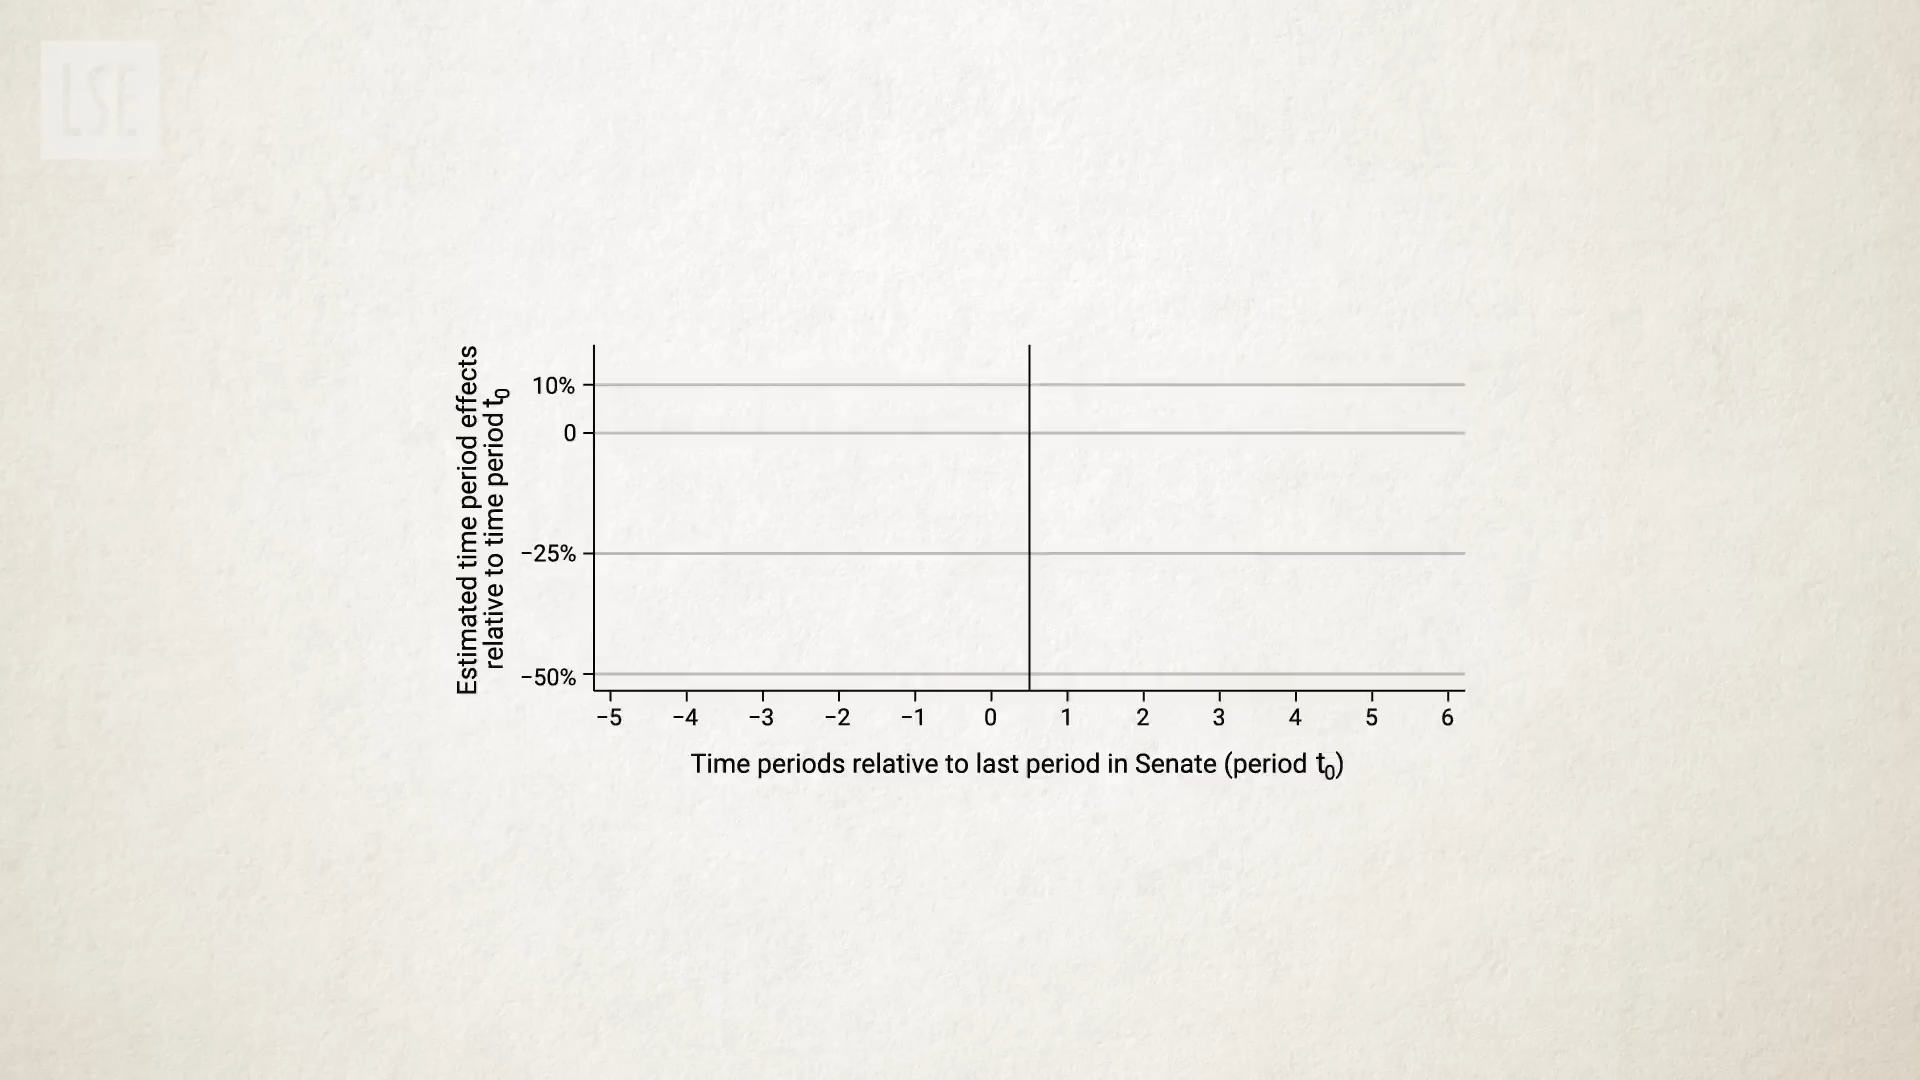 LSE
Estimated time period effects
relative to time period t₀
10%
0
−25%
−50%
−5 −4 −3 −2 −1 0 1 2 3 4 5 6
Time periods relative to last period in Senate (period t₀)